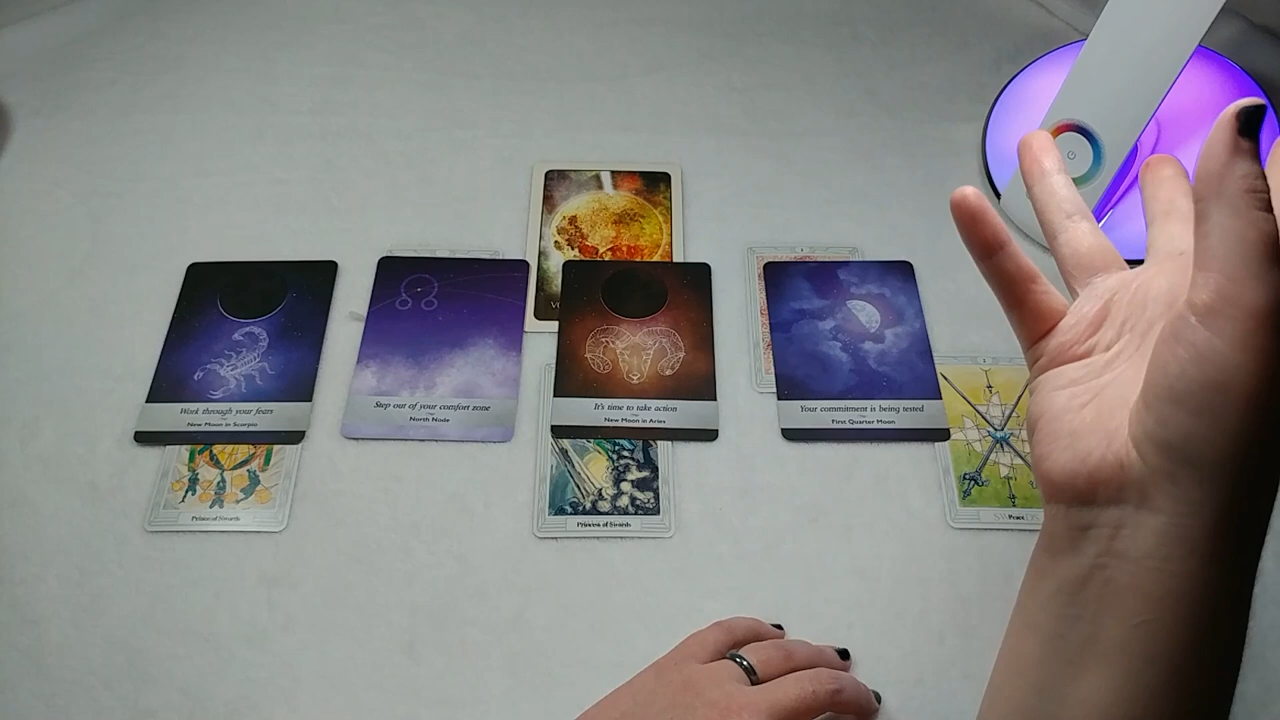 Work through your fears
New Moon in Scorpio
Step out of your comfort zone
North Node
It's time to take action
New Moon in Aries
Your commitment is being tested
First Quarter Moon
of Swords
Princess of Swords
Peace